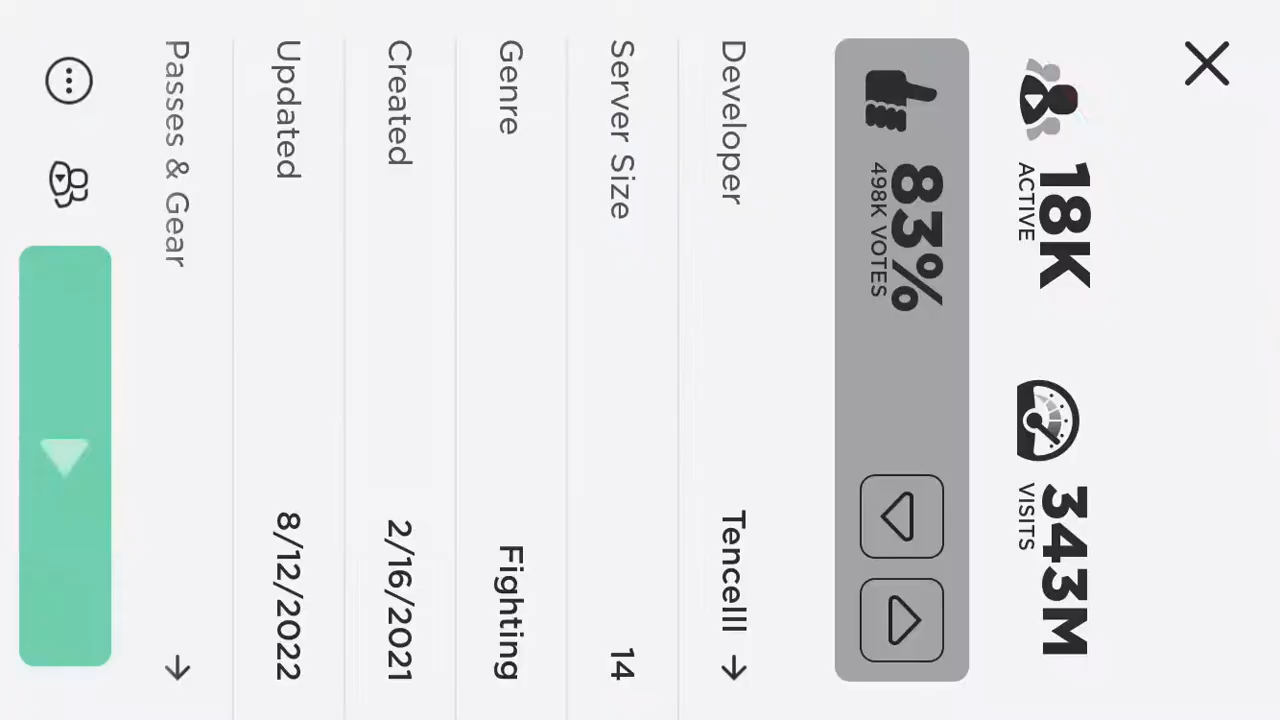 18K
ACTIVE
343M
VISITS
83%
498K VOTES
Developer
Tencelll
Server Size
14
Genre
Fighting
Created
2/16/2021
Updated
8/12/2022
Passes & Gear